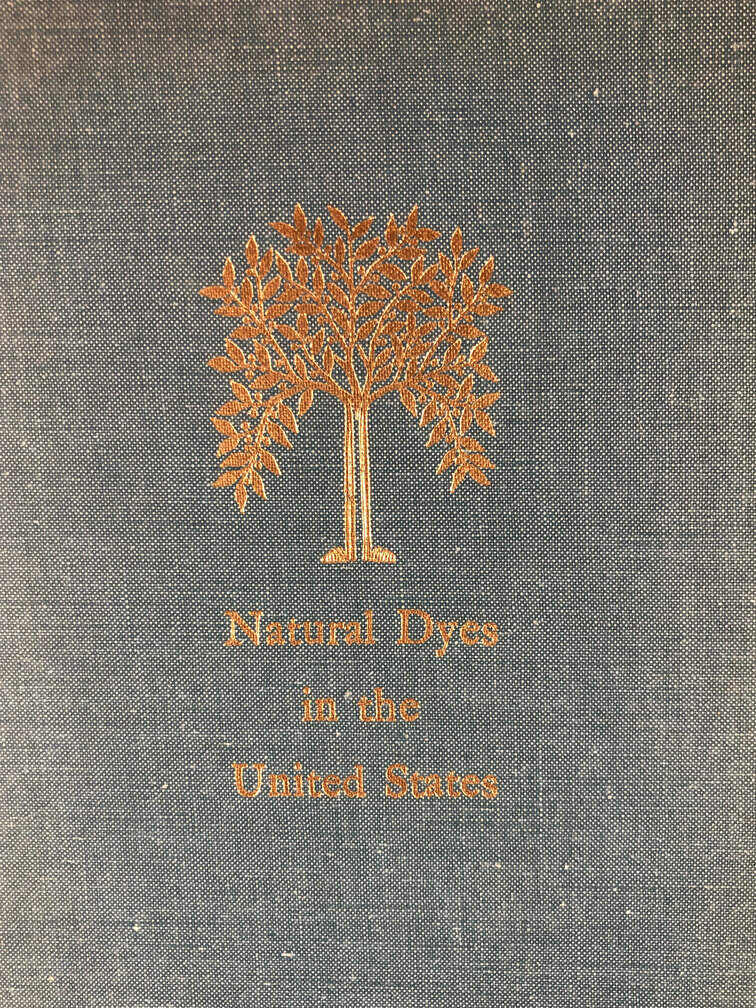 Natural Dyes
in the
United States